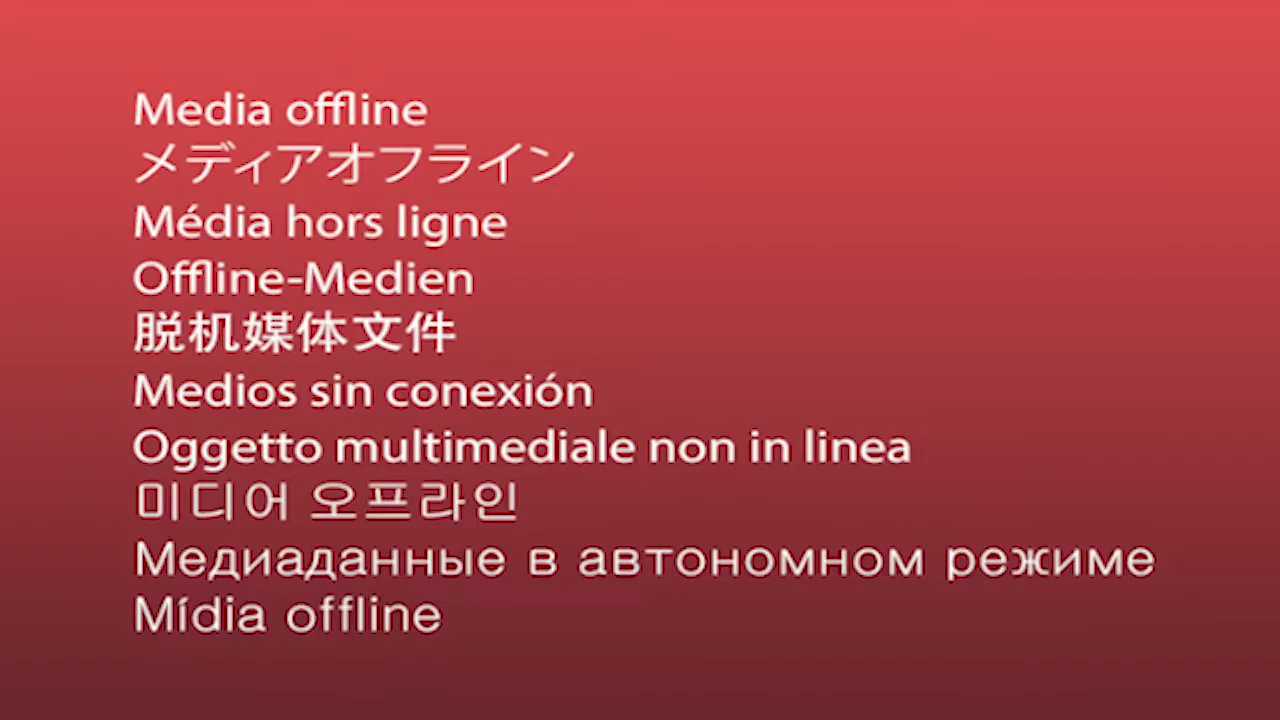 Media offline
メディアオフライン
Média hors ligne
Offline-Medien
脱机媒体文件
Medios sin conexión
Oggetto multimediale non in linea
미디어 오프라인
Медиаданные в автономном режиме
Mídia offline